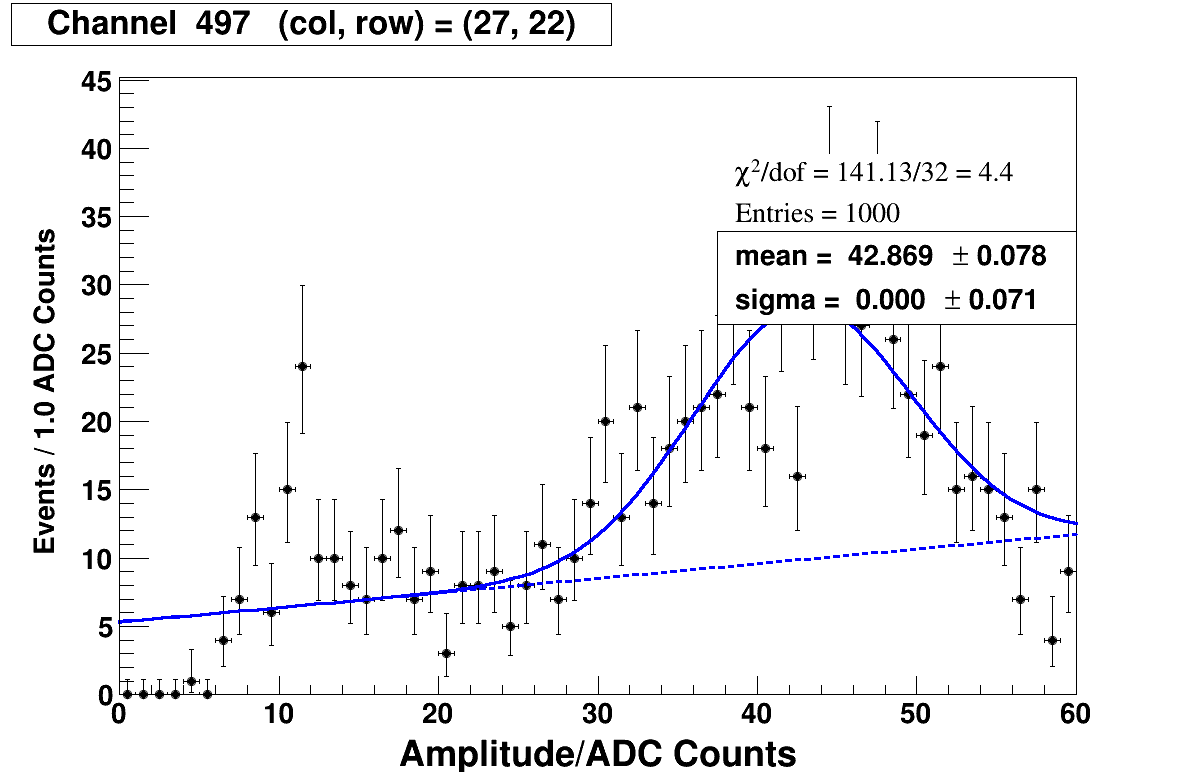 Channel 497 (col, row) = (27, 22)
45
40
35
30
25
20
15
10
5
0
Events / 1.0 ADC Counts
χ²/dof = 141.13/32 = 4.4
Entries = 1000
mean = 42.869 ± 0.078
sigma = 0.000 ± 0.071
0 10 20 30 40 50 60
Amplitude/ADC Counts